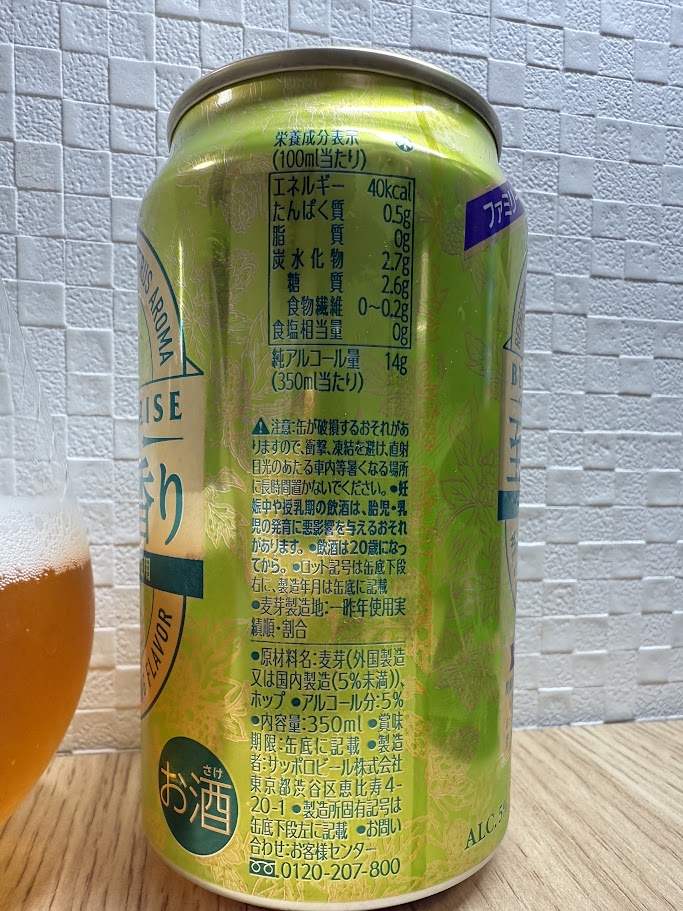 栄養成分表示
(100ml当たり)
エネルギー 40kcal
たんぱく質 0.5g
脂質 0g
炭水化物 2.7g
糖質 2.6g
食物繊維 0～0.2g
食塩相当量 0g
純アルコール量 14g
(350ml当たり)
注意:缶が破損するおそれがあ
りますので、衝撃、凍結を避け、直射
日光のあたる車内等暑くなる場所
に長時間置かないでください。●妊
娠中や授乳期の飲酒は、胎児・乳
児の発育に悪影響を与えるおそれ
があります。●飲酒は20歳になっ
てから。●ロット記号は缶底下段
右に、製造年月は缶底に記載
●麦芽製造地:一昨年使用実
績順・割合
●原材料名:麦芽(外国製造
又は国内製造(5%未満))、
ホップ ●アルコール分:5%
●内容量:350ml ●賞味
期限:缶底に記載 ●製造
者:サッポロビール株式会社
東京都渋谷区恵比寿4-
20-1 ●製造所固有記号は
缶底下段左に記載 ●お問い
合わせ:お客様センター
0120-207-800
さけ
お酒
AROMA
香り
FLAVOR
ファミリ
ALC.5%